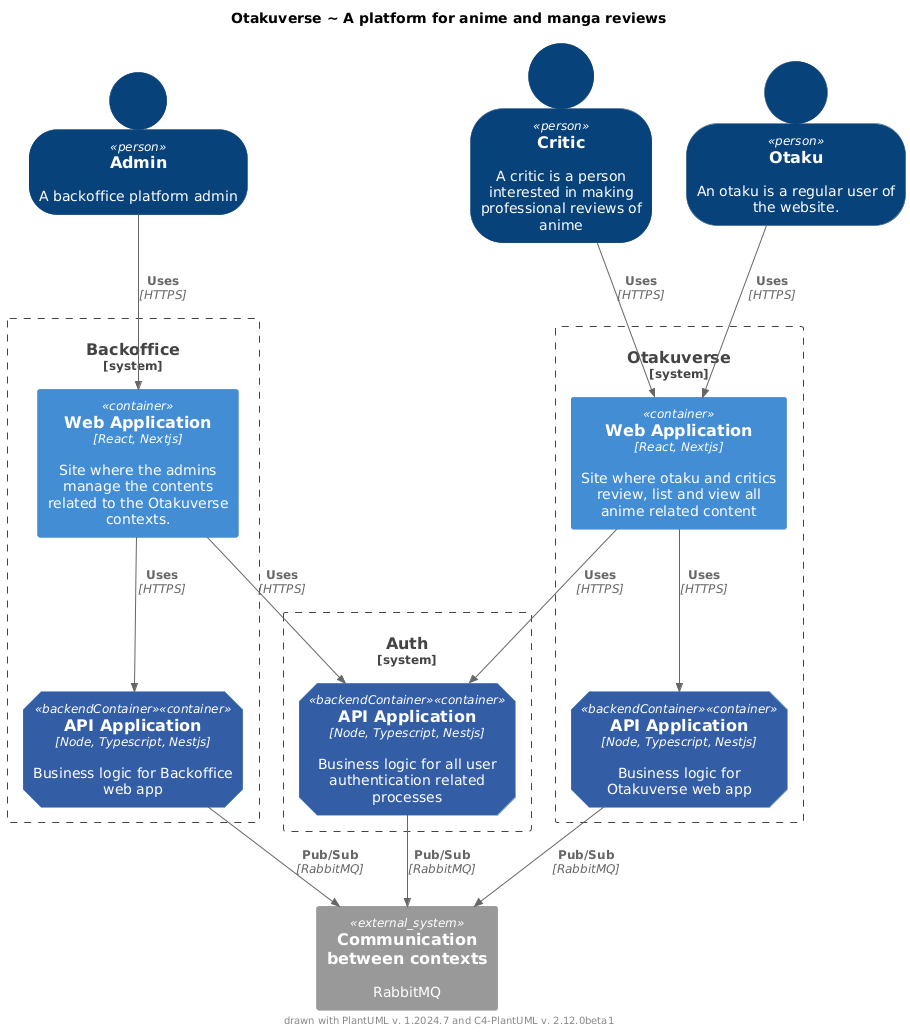 Otakuverse ~ A platform for anime and manga reviews
«person»
Admin
A backoffice platform admin
«person»
Critic
A critic is a person
interested in making
professional reviews of
anime
«person»
Otaku
An otaku is a regular user of
the website.
Uses
[HTTPS]
Uses
[HTTPS]
Uses
[HTTPS]
Backoffice
[system]
«container»
Web Application
[React, Nextjs]
Site where the admins
manage the contents
related to the Otakuverse
contexts.
Otakuverse
[system]
«container»
Web Application
[React, Nextjs]
Site where otaku and critics
review, list and view all
anime related content
Uses
[HTTPS]
Uses
[HTTPS]
Uses
[HTTPS]
Uses
[HTTPS]
«backendContainer»«container»
API Application
[Node, Typescript, Nestjs]
Business logic for Backoffice
web app
Auth
[system]
«backendContainer»«container»
API Application
[Node, Typescript, Nestjs]
Business logic for all user
authentication related
processes
«backendContainer»«container»
API Application
[Node, Typescript, Nestjs]
Business logic for
Otakuverse web app
Pub/Sub
[RabbitMQ]
Pub/Sub
[RabbitMQ]
Pub/Sub
[RabbitMQ]
«external_system»
Communication
between contexts
RabbitMQ
drawn with PlantUML v. 1.2024.7 and C4-PlantUML v. 2.12.0beta1